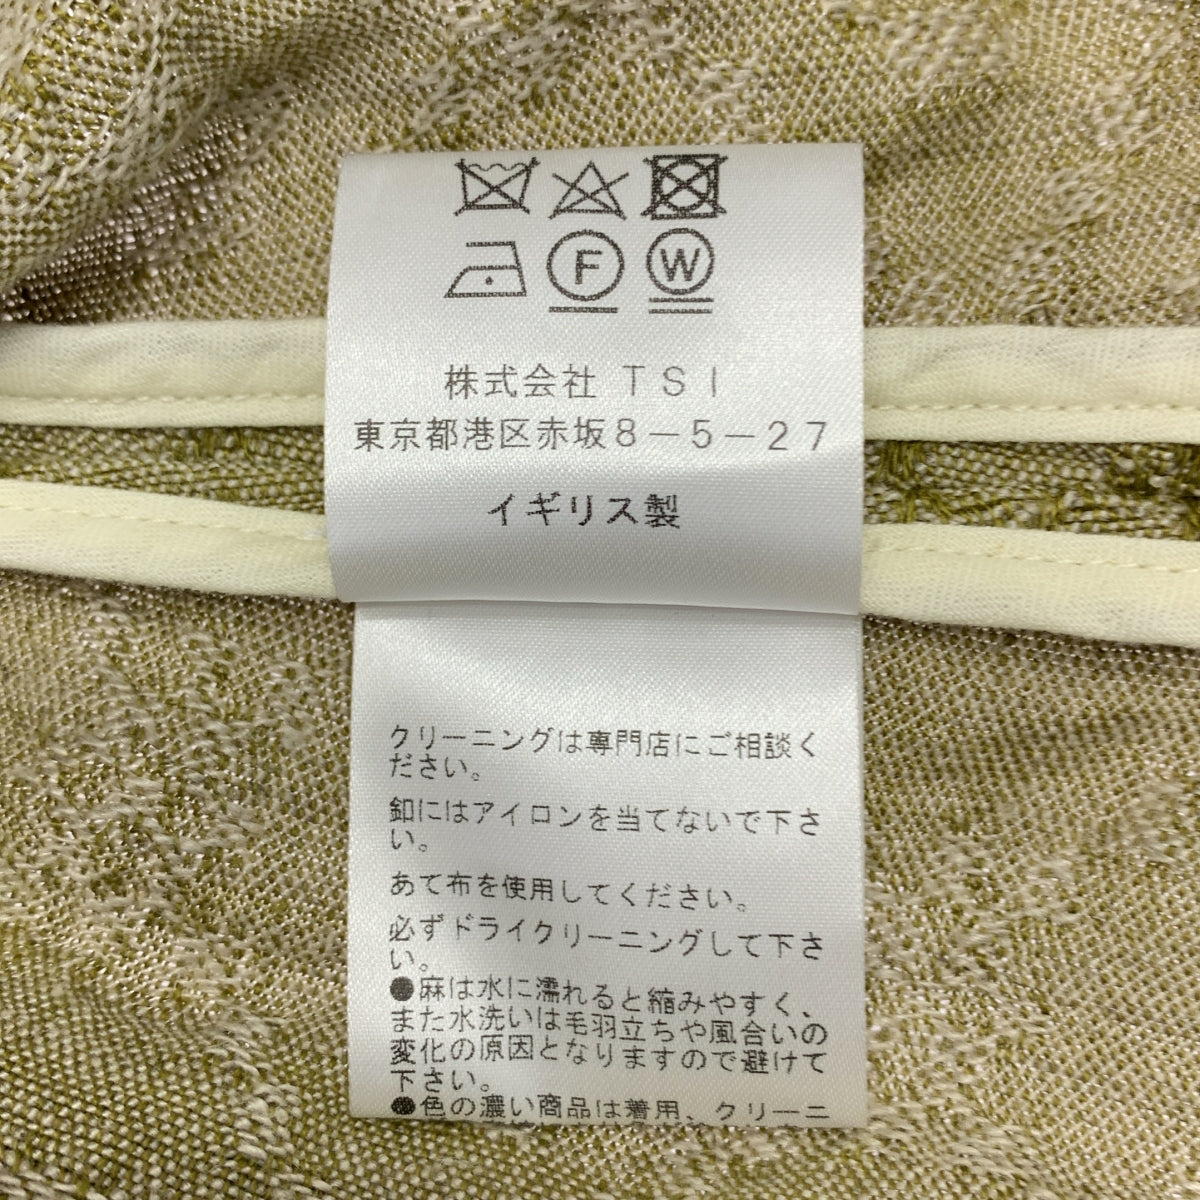 F W
株式会社 TSI
東京都港区赤坂8-5-27
イギリス製
クリーニングは専門店にご相談く
ださい。
釦にはアイロンを当てないで下さ
い。
あて布を使用してください。
必ずドライクリーニングして下さ
い。
●麻は水に濡れると縮みやすく、
また水洗いは毛羽立ちや風合いの
変化の原因となりますので避けて
下さい。
●色の濃い商品は着用、クリーニ